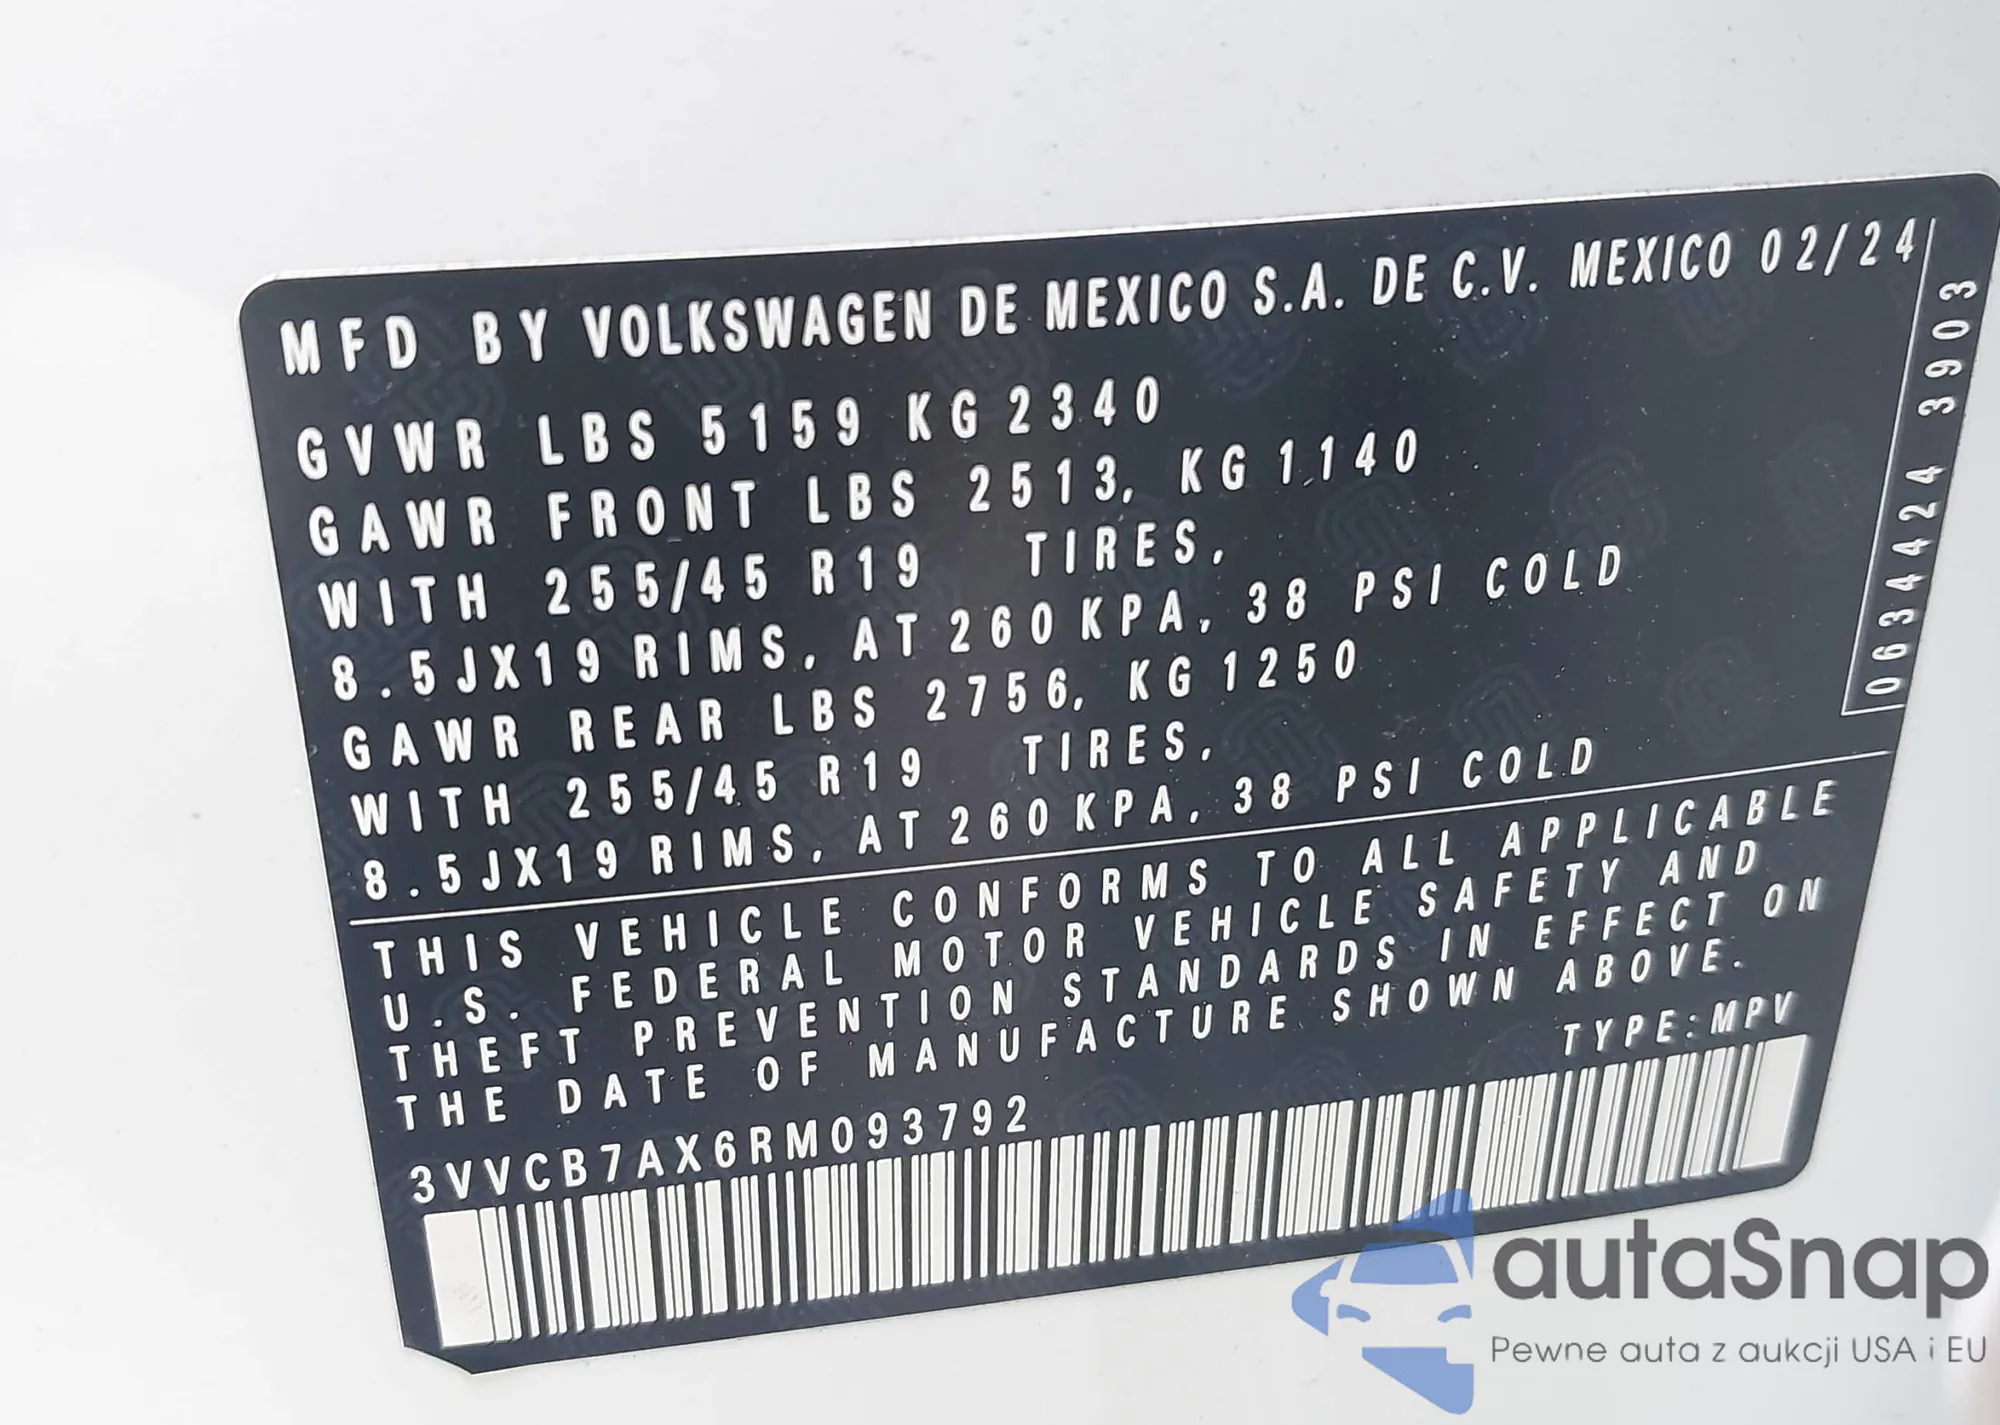 MFD BY VOLKSWAGEN DE MEXICO S.A. DE C.V. MEXICO 02/24
GVWR LBS 5159 KG 2340
GAWR FRONT LBS 2513, KG 1140
WITH 255/45 R19 TIRES,
8.5JX19 RIMS, AT 260 KPA, 38 PSI COLD
GAWR REAR LBS 2756, KG 1250
WITH 255/45 R19 TIRES,
8.5JX19 RIMS, AT 260 KPA, 38 PSI COLD
0634424 3903
THIS VEHICLE CONFORMS TO ALL APPLICABLE
U.S. FEDERAL MOTOR VEHICLE SAFETY AND
THEFT PREVENTION STANDARDS IN EFFECT ON
THE DATE OF MANUFACTURE SHOWN ABOVE.
TYPE:MPV
3VVCB7AX6RM093792
autaSnap
Pewne auta z aukcji USA i EU